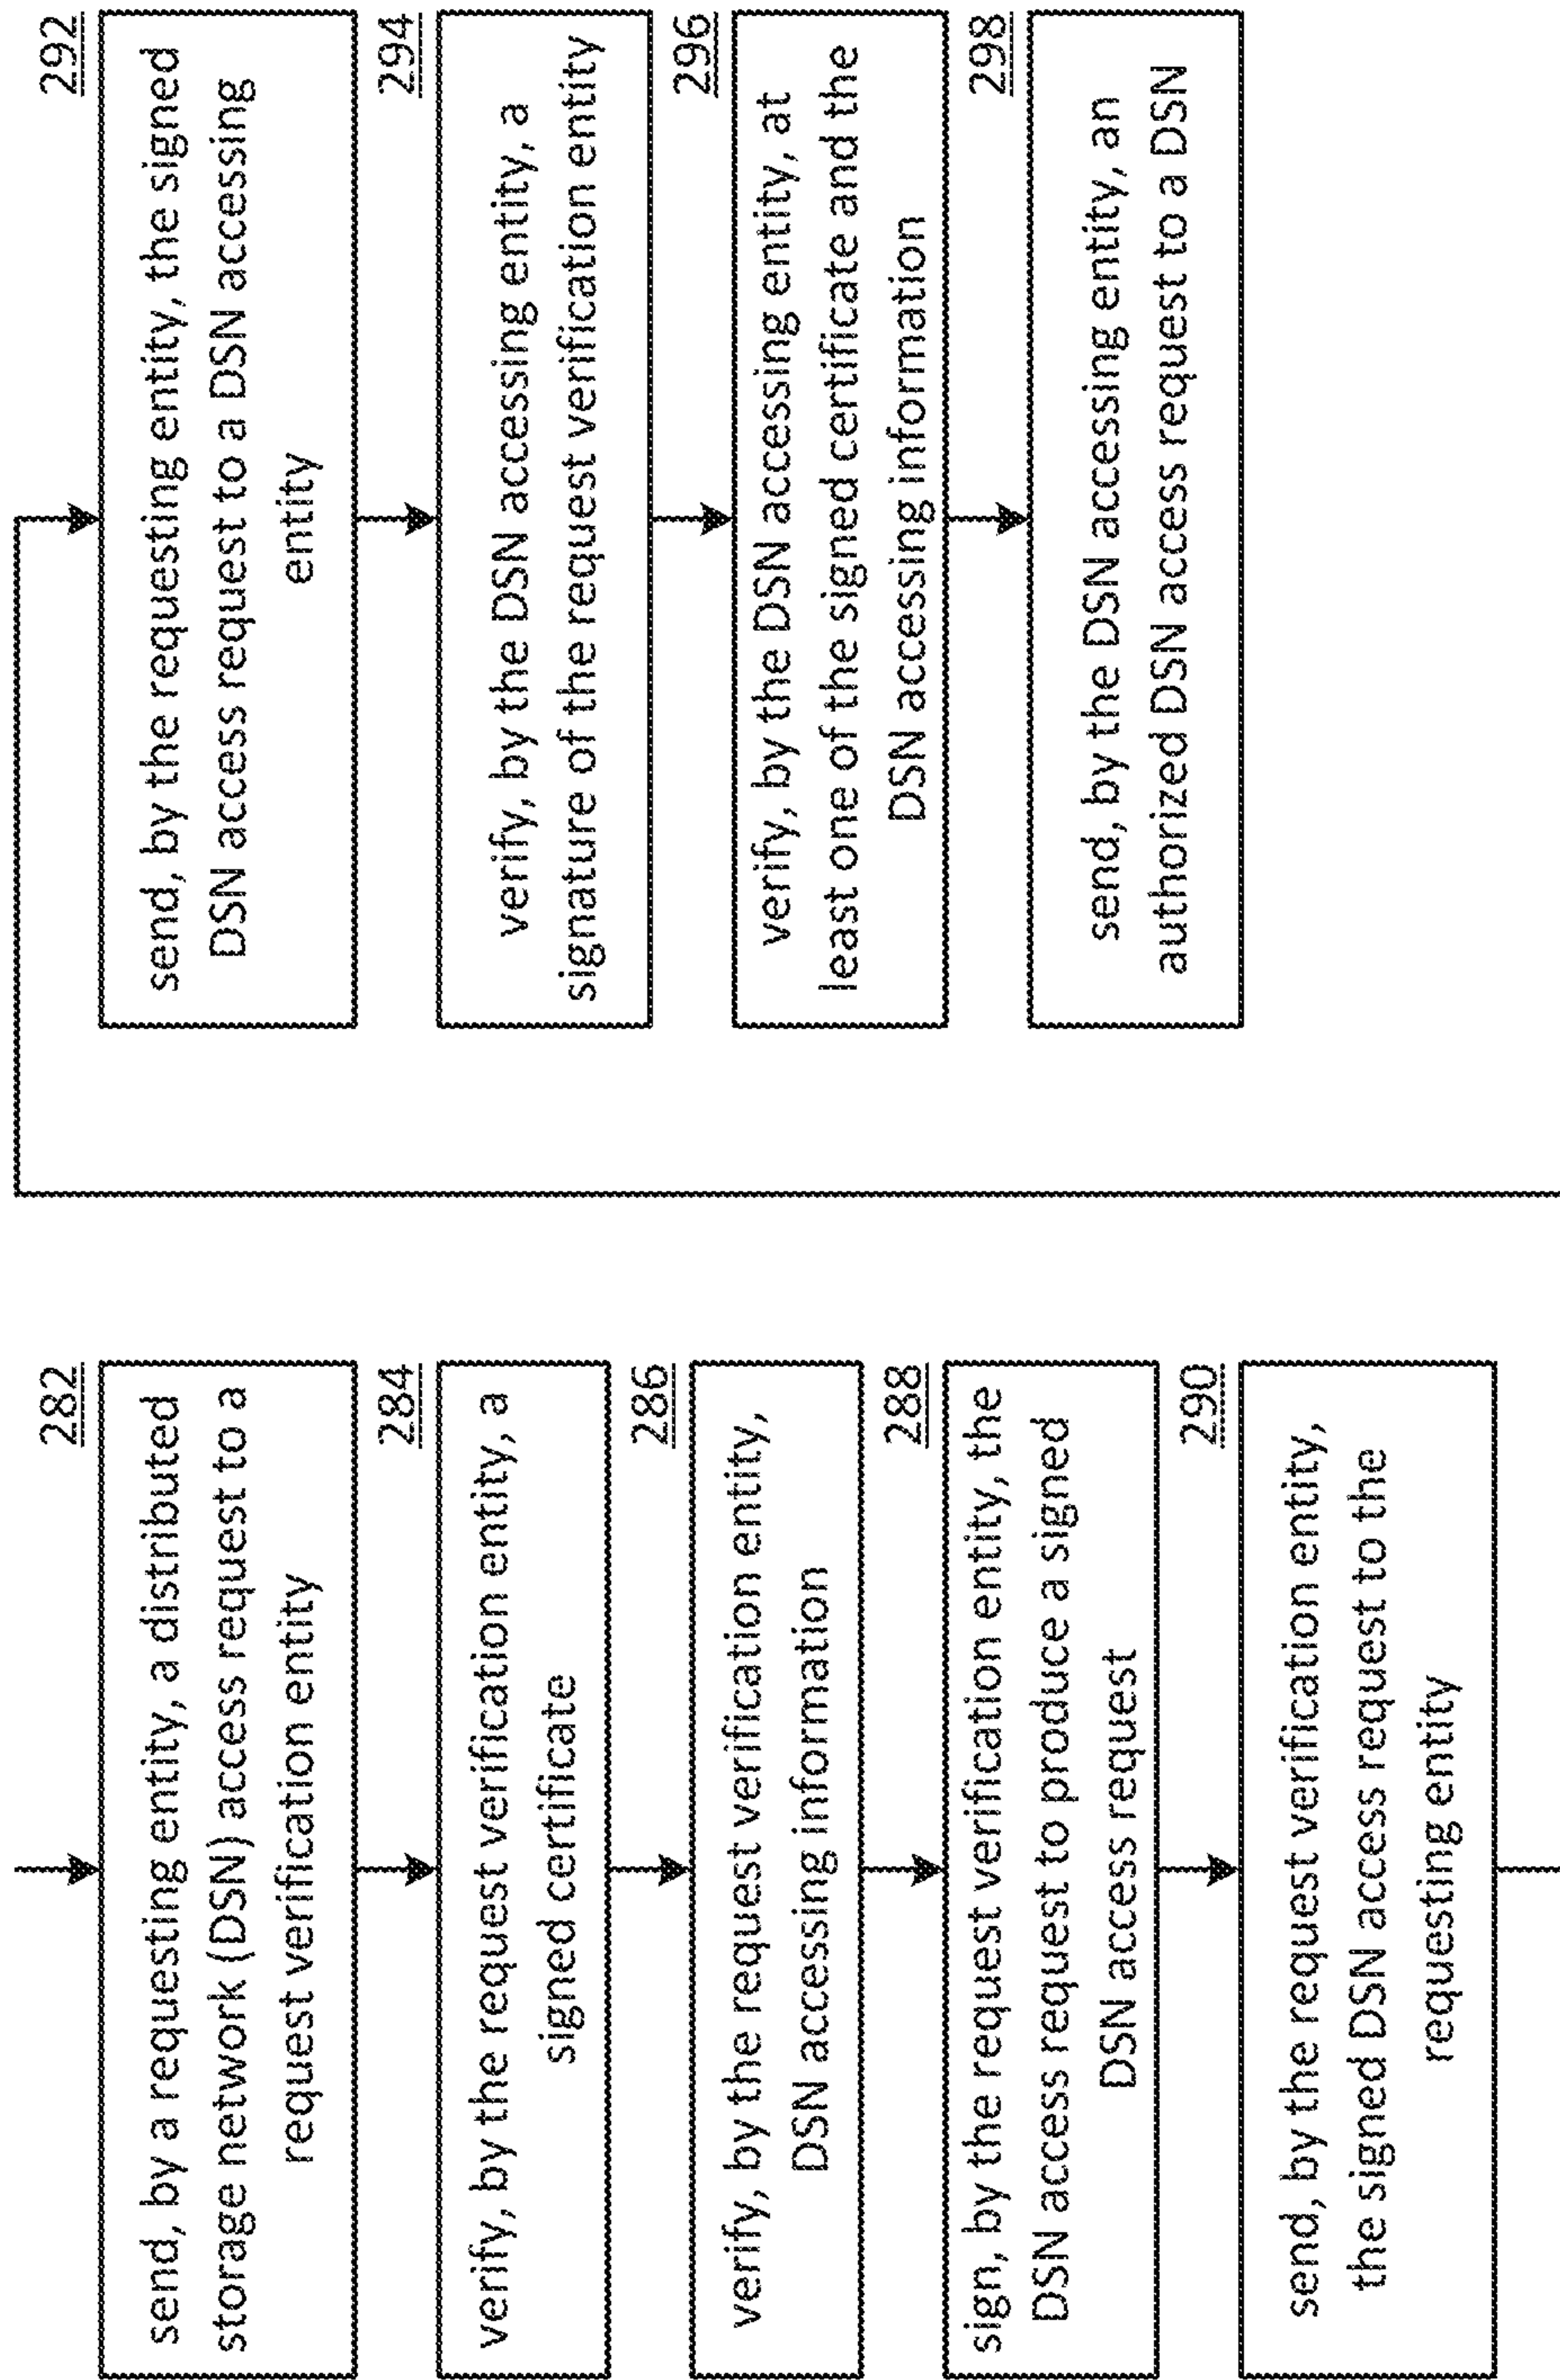 282
send, by a requesting entity, a distributed
storage network (DSN) access request to a
request verification entity
284
verify, by the request verification entity, a
signed certificate
286
verify, by the request verification entity,
DSN accessing information
288
sign, by the request verification entity, the
DSN access request to produce a signed
DSN access request
290
send, by the request verification entity,
the signed DSN access request to the
requesting entity
292
send, by the requesting entity, the signed
DSN access request to a DSN accessing
entity
294
verify, by the DSN accessing entity, a
signature of the request verification entity
296
verify, by the DSN accessing entity, at
least one of the signed certificate and the
DSN accessing information
298
send, by the DSN accessing entity, an
authorized DSN access request to a DSN